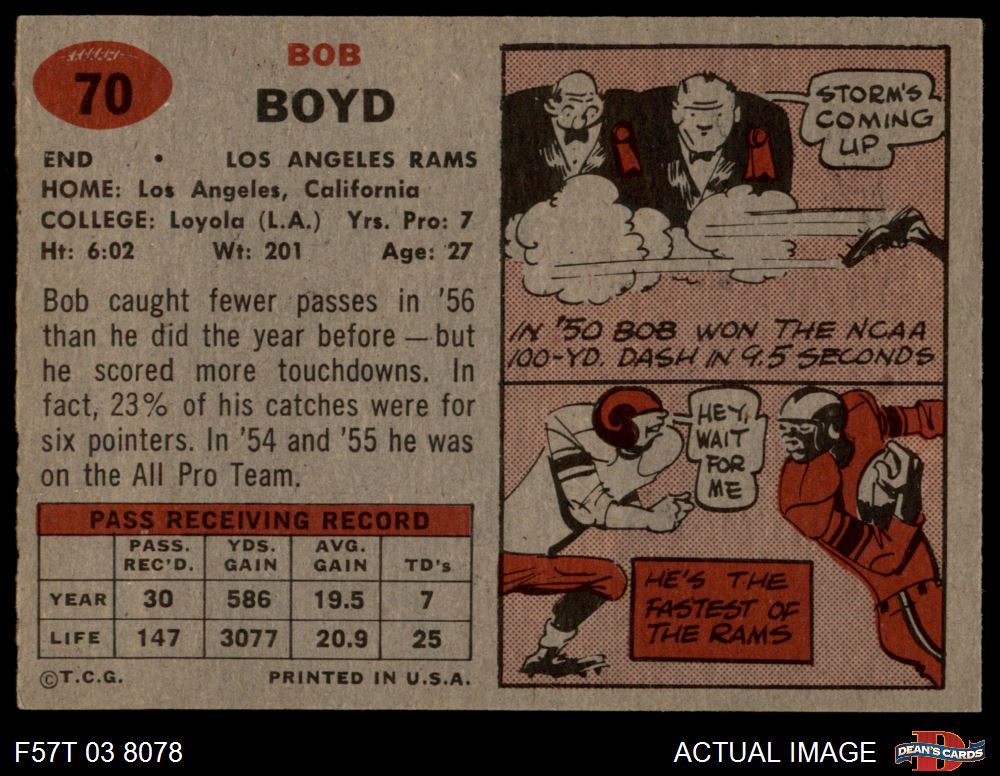 70
BOB
BOYD
END • LOS ANGELES RAMS
HOME: Los Angeles, California
COLLEGE: Loyola (L.A.) Yrs. Pro: 7
Ht: 6:02 Wt: 201 Age: 27
Bob caught fewer passes in '56
than he did the year before — but
he scored more touchdowns. In
fact, 23% of his catches were for
six pointers. In '54 and '55 he was
on the All Pro Team.
PASS RECEIVING RECORD
PASS. REC'D. YDS. GAIN AVG. GAIN TD's
YEAR 30 586 19.5 7
LIFE 147 3077 20.9 25
©T.C.G. PRINTED IN U.S.A.
STORM'S
COMING
UP
IN '50 BOB WON THE NCAA
100-YD. DASH IN 9.5 SECONDS
HEY,
WAIT
FOR
ME
HE'S THE
FASTEST OF
THE RAMS
F57T 03 8078
ACTUAL IMAGE
DEAN'S CARDS